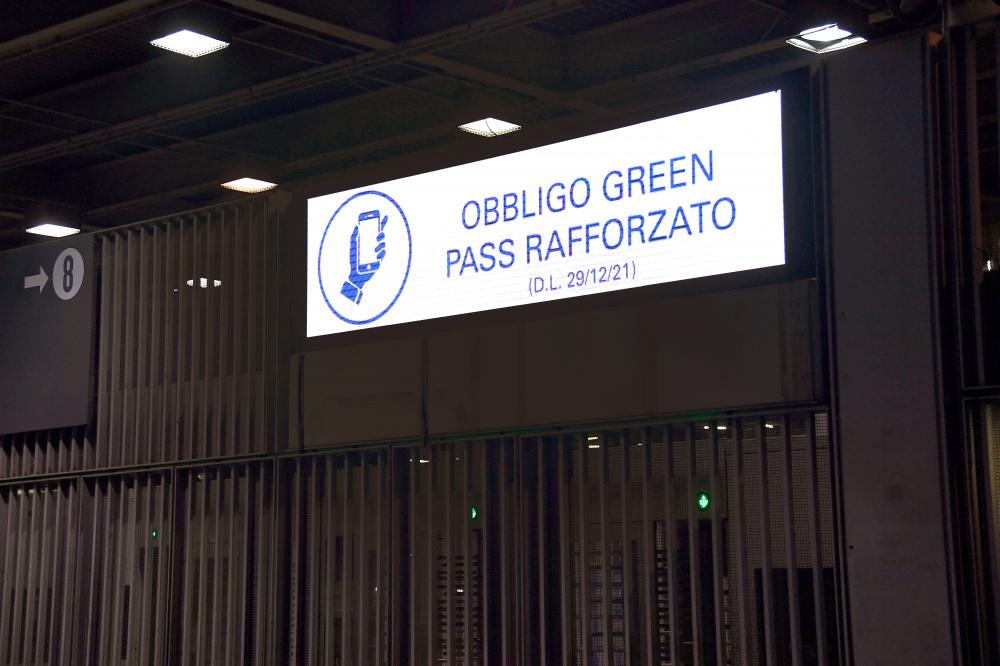 OBBLIGO GREEN
PASS RAFFORZATO
(D.L. 29/12/21)
→ 8